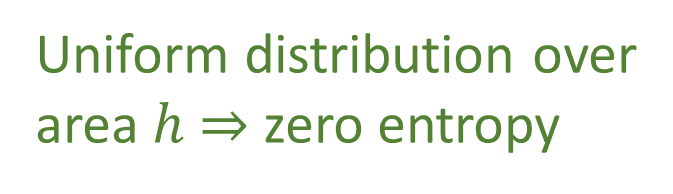 Uniform distribution over
area ℎ ⇒ zero entropy